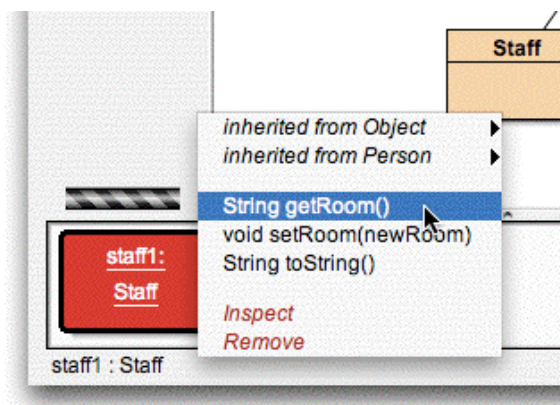 Staff
inherited from Object
inherited from Person
String getRoom()
void setRoom(newRoom)
String toString()
Inspect
Remove
staff1:
Staff
staff1 : Staff